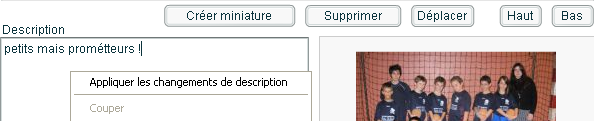 Créer miniature Supprimer Déplacer Haut Bas
Description
petits mais prométteurs !
Appliquer les changements de description
Couper